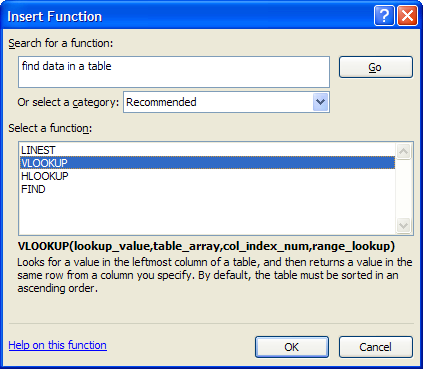 Insert Function
Search for a function:
find data in a table
Go
Or select a category: Recommended
Select a function:
LINEST
VLOOKUP
HLOOKUP
FIND
VLOOKUP(lookup_value,table_array,col_index_num,range_lookup)
Looks for a value in the leftmost column of a table, and then returns a value in the
same row from a column you specify. By default, the table must be sorted in an
ascending order.
Help on this function
OK
Cancel